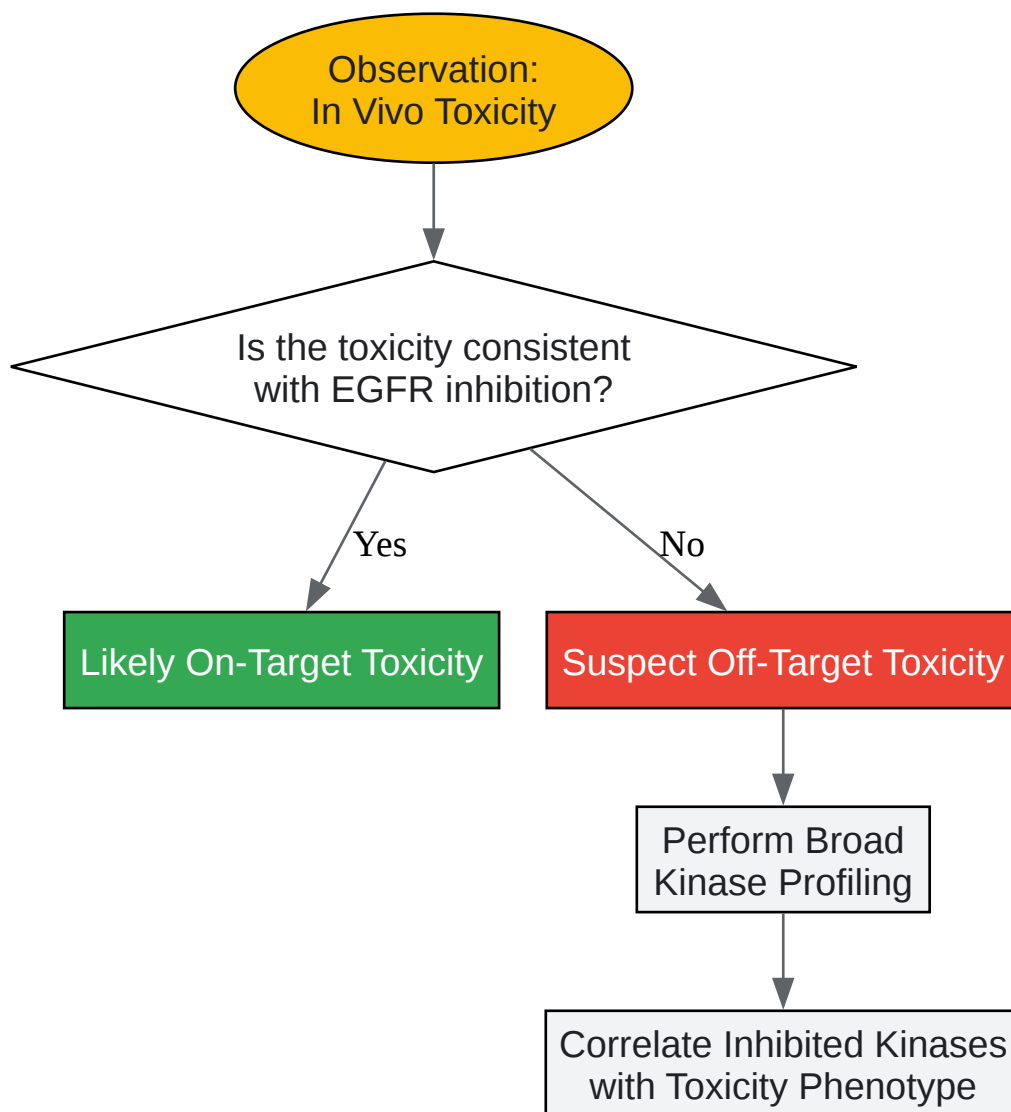 Observation:
In Vivo Toxicity
Is the toxicity consistent
with EGFR inhibition?
Yes
No
Likely On-Target Toxicity
Suspect Off-Target Toxicity
Perform Broad
Kinase Profiling
Correlate Inhibited Kinases
with Toxicity Phenotype